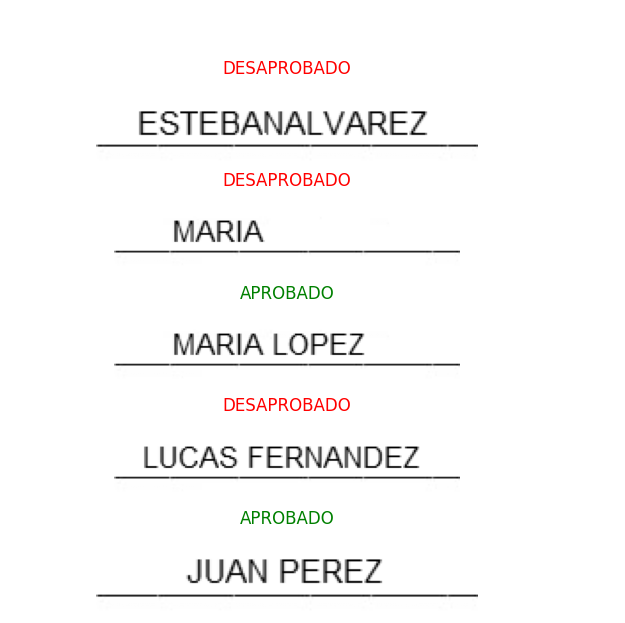 DESAPROBADO
ESTEBANALVAREZ
DESAPROBADO
MARIA
APROBADO
MARIA LOPEZ
DESAPROBADO
LUCAS FERNANDEZ
APROBADO
JUAN PEREZ